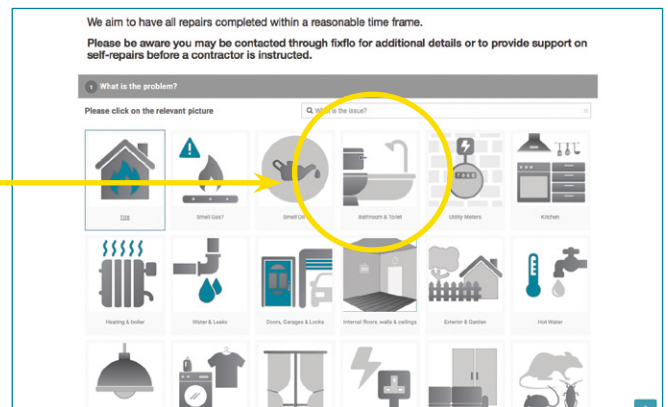 We aim to have all repairs completed within a reasonable time frame.
Please be aware you may be contacted through fixflo for additional details or to provide support on
self-repairs before a contractor is instructed.
1 What is the problem?
Please click on the relevant picture
What is the issue?
Smell Gas?
Smell Oil
Bathroom & Toilet
Utility Meters
Kitchen
Heating & boiler
Water & Leaks
Doors, Garages & Locks
Internal floors, walls & ceilings
Exterior & Garden
Hot Water